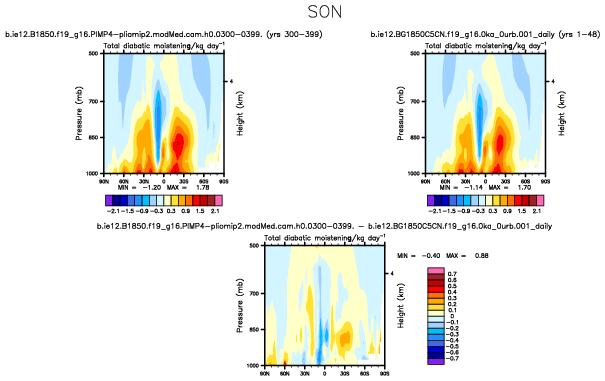 SON
b.ie12.B1850.f19_g16.PIMP4-pliomip2.modMed.cam.h0.0300-0399. (yrs 300-399)
b.ie12.BG1850C5CN.f19_g16.0ka_0urb.001_daily (yrs 1-48)
Total diabatic moistening/kg day⁻¹
Total diabatic moistening/kg day⁻¹
500
700
850
1000
Pressure (mb)
4
Height (km)
90N 60N 30N 0 30S 60S 90S
MIN = -1.20 MAX = 1.78
-2.1 -1.5 -0.9 -0.3 0.3 0.9 1.5 2.1
500
700
850
1000
Pressure (mb)
4
Height (km)
90N 60N 30N 0 30S 60S 90S
MIN = -1.14 MAX = 1.70
-2.1 -1.5 -0.9 -0.3 0.3 0.9 1.5 2.1
b.ie12.B1850.f19_g16.PIMP4-pliomip2.modMed.cam.h0.0300-0399. - b.ie12.BG1850C5CN.f19_g16.0ka_0urb.001_daily
Total diabatic moistening/kg day⁻¹
500
700
850
1000
Pressure (mb)
4
Height (km)
90N 60N 30N 0 30S 60S 90S
MIN = -0.40 MAX = 0.88
0.7
0.6
0.5
0.4
0.3
0.2
0.1
0
-0.1
-0.2
-0.3
-0.4
-0.5
-0.6
-0.7